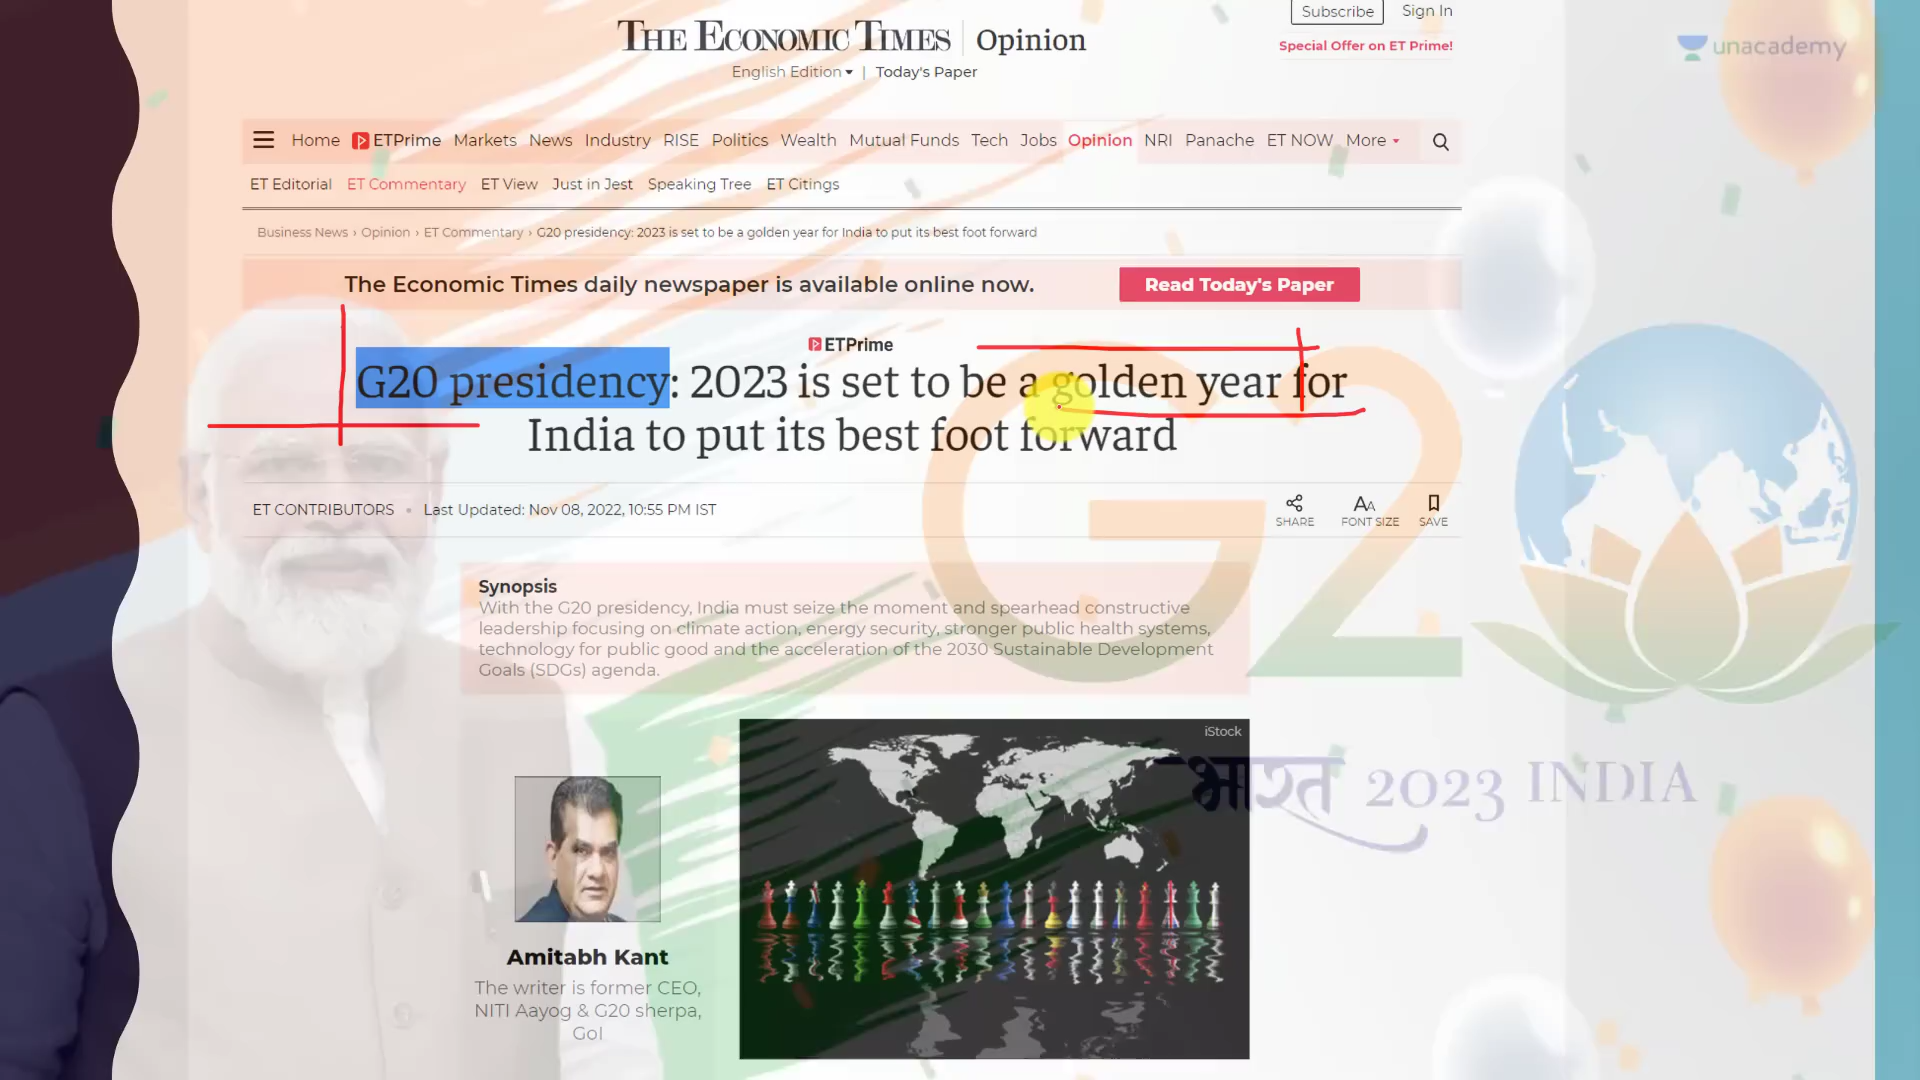 THE ECONOMIC TIMES | Opinion
Subscribe Sign In
Special Offer on ET Prime!
unacademy
English Edition | Today's Paper
Home ETPrime Markets News Industry RISE Politics Wealth Mutual Funds Tech Jobs Opinion NRI Panache ET NOW More
ET Editorial ET Commentary ET View Just in Jest Speaking Tree ET Citings
Business News › Opinion › ET Commentary › G20 presidency: 2023 is set to be a golden year for India to put its best foot forward
The Economic Times daily newspaper is available online now.
Read Today's Paper
ETPrime
G20 presidency: 2023 is set to be a golden year for
India to put its best foot forward
ET CONTRIBUTORS • Last Updated: Nov 08, 2022, 10:55 PM IST
SHARE FONT SIZE SAVE
G20
Synopsis
With the G20 presidency, India must seize the moment and spearhead constructive
leadership focusing on climate action, energy security, stronger public health systems,
technology for public good and the acceleration of the 2030 Sustainable Development
Goals (SDGs) agenda.
iStock
भारत 2023 INDIA
Amitabh Kant
The writer is former CEO,
NITI Aayog & G20 sherpa,
GoI